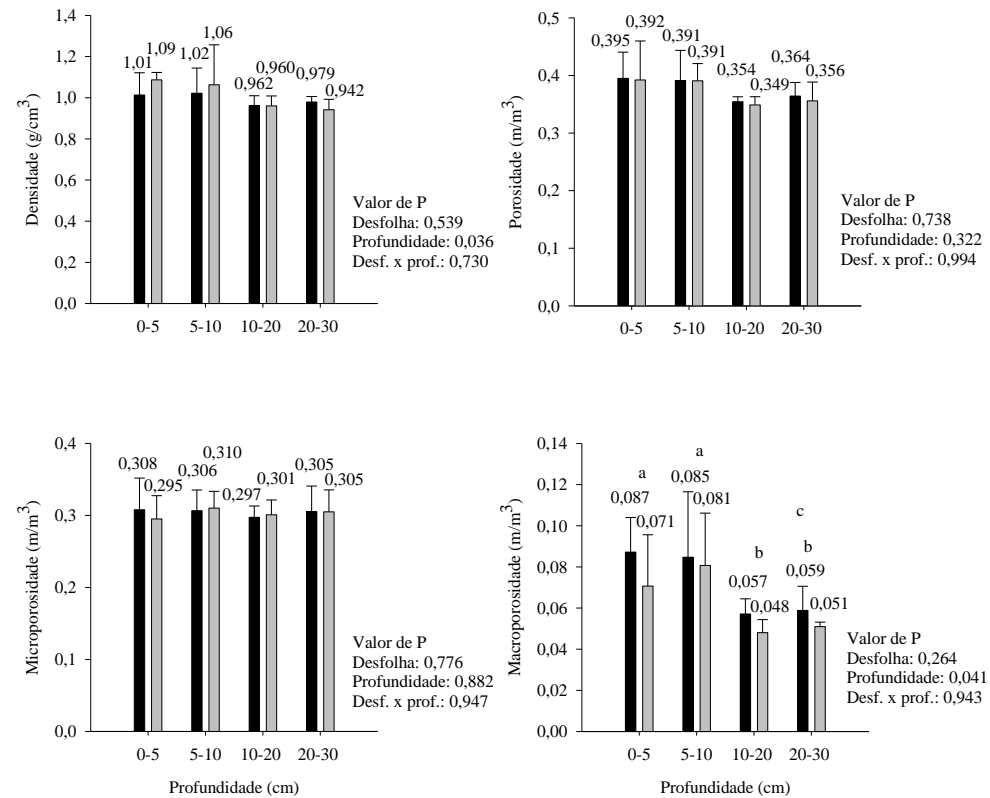 1,4
1,2
1,0
0,8
0,6
0,4
0,2
0,0
Densidade (g/cm3)
1,01
1,09
1,02
1,06
0,962
0,960
0,979
0,942
Valor de P
Desfolha: 0,539
Profundidade: 0,036
Desf. x prof.: 0,730
0-5 5-10 10-20 20-30
0,5
0,4
0,3
0,2
0,1
0,0
Porosidade (m/m3)
0,395
0,392
0,391
0,391
0,354
0,349
0,364
0,356
Valor de P
Desfolha: 0,738
Profundidade: 0,322
Desf. x prof.: 0,994
0-5 5-10 10-20 20-30
0,4
0,3
0,2
0,1
0,0
Microporosidade (m/m3)
0,308
0,295
0,306
0,310
0,297
0,301
0,305
0,305
Valor de P
Desfolha: 0,776
Profundidade: 0,882
Desf. x prof.: 0,947
0-5 5-10 10-20 20-30
Profundidade (cm)
0,14
0,12
0,10
0,08
0,06
0,04
0,02
0,00
Macroporosidade (m/m3)
a
0,087
0,071
a
0,085
0,081
b
0,057
0,048
c
b
0,059
0,051
Valor de P
Desfolha: 0,264
Profundidade: 0,041
Desf. x prof.: 0,943
0-5 5-10 10-20 20-30
Profundidade (cm)